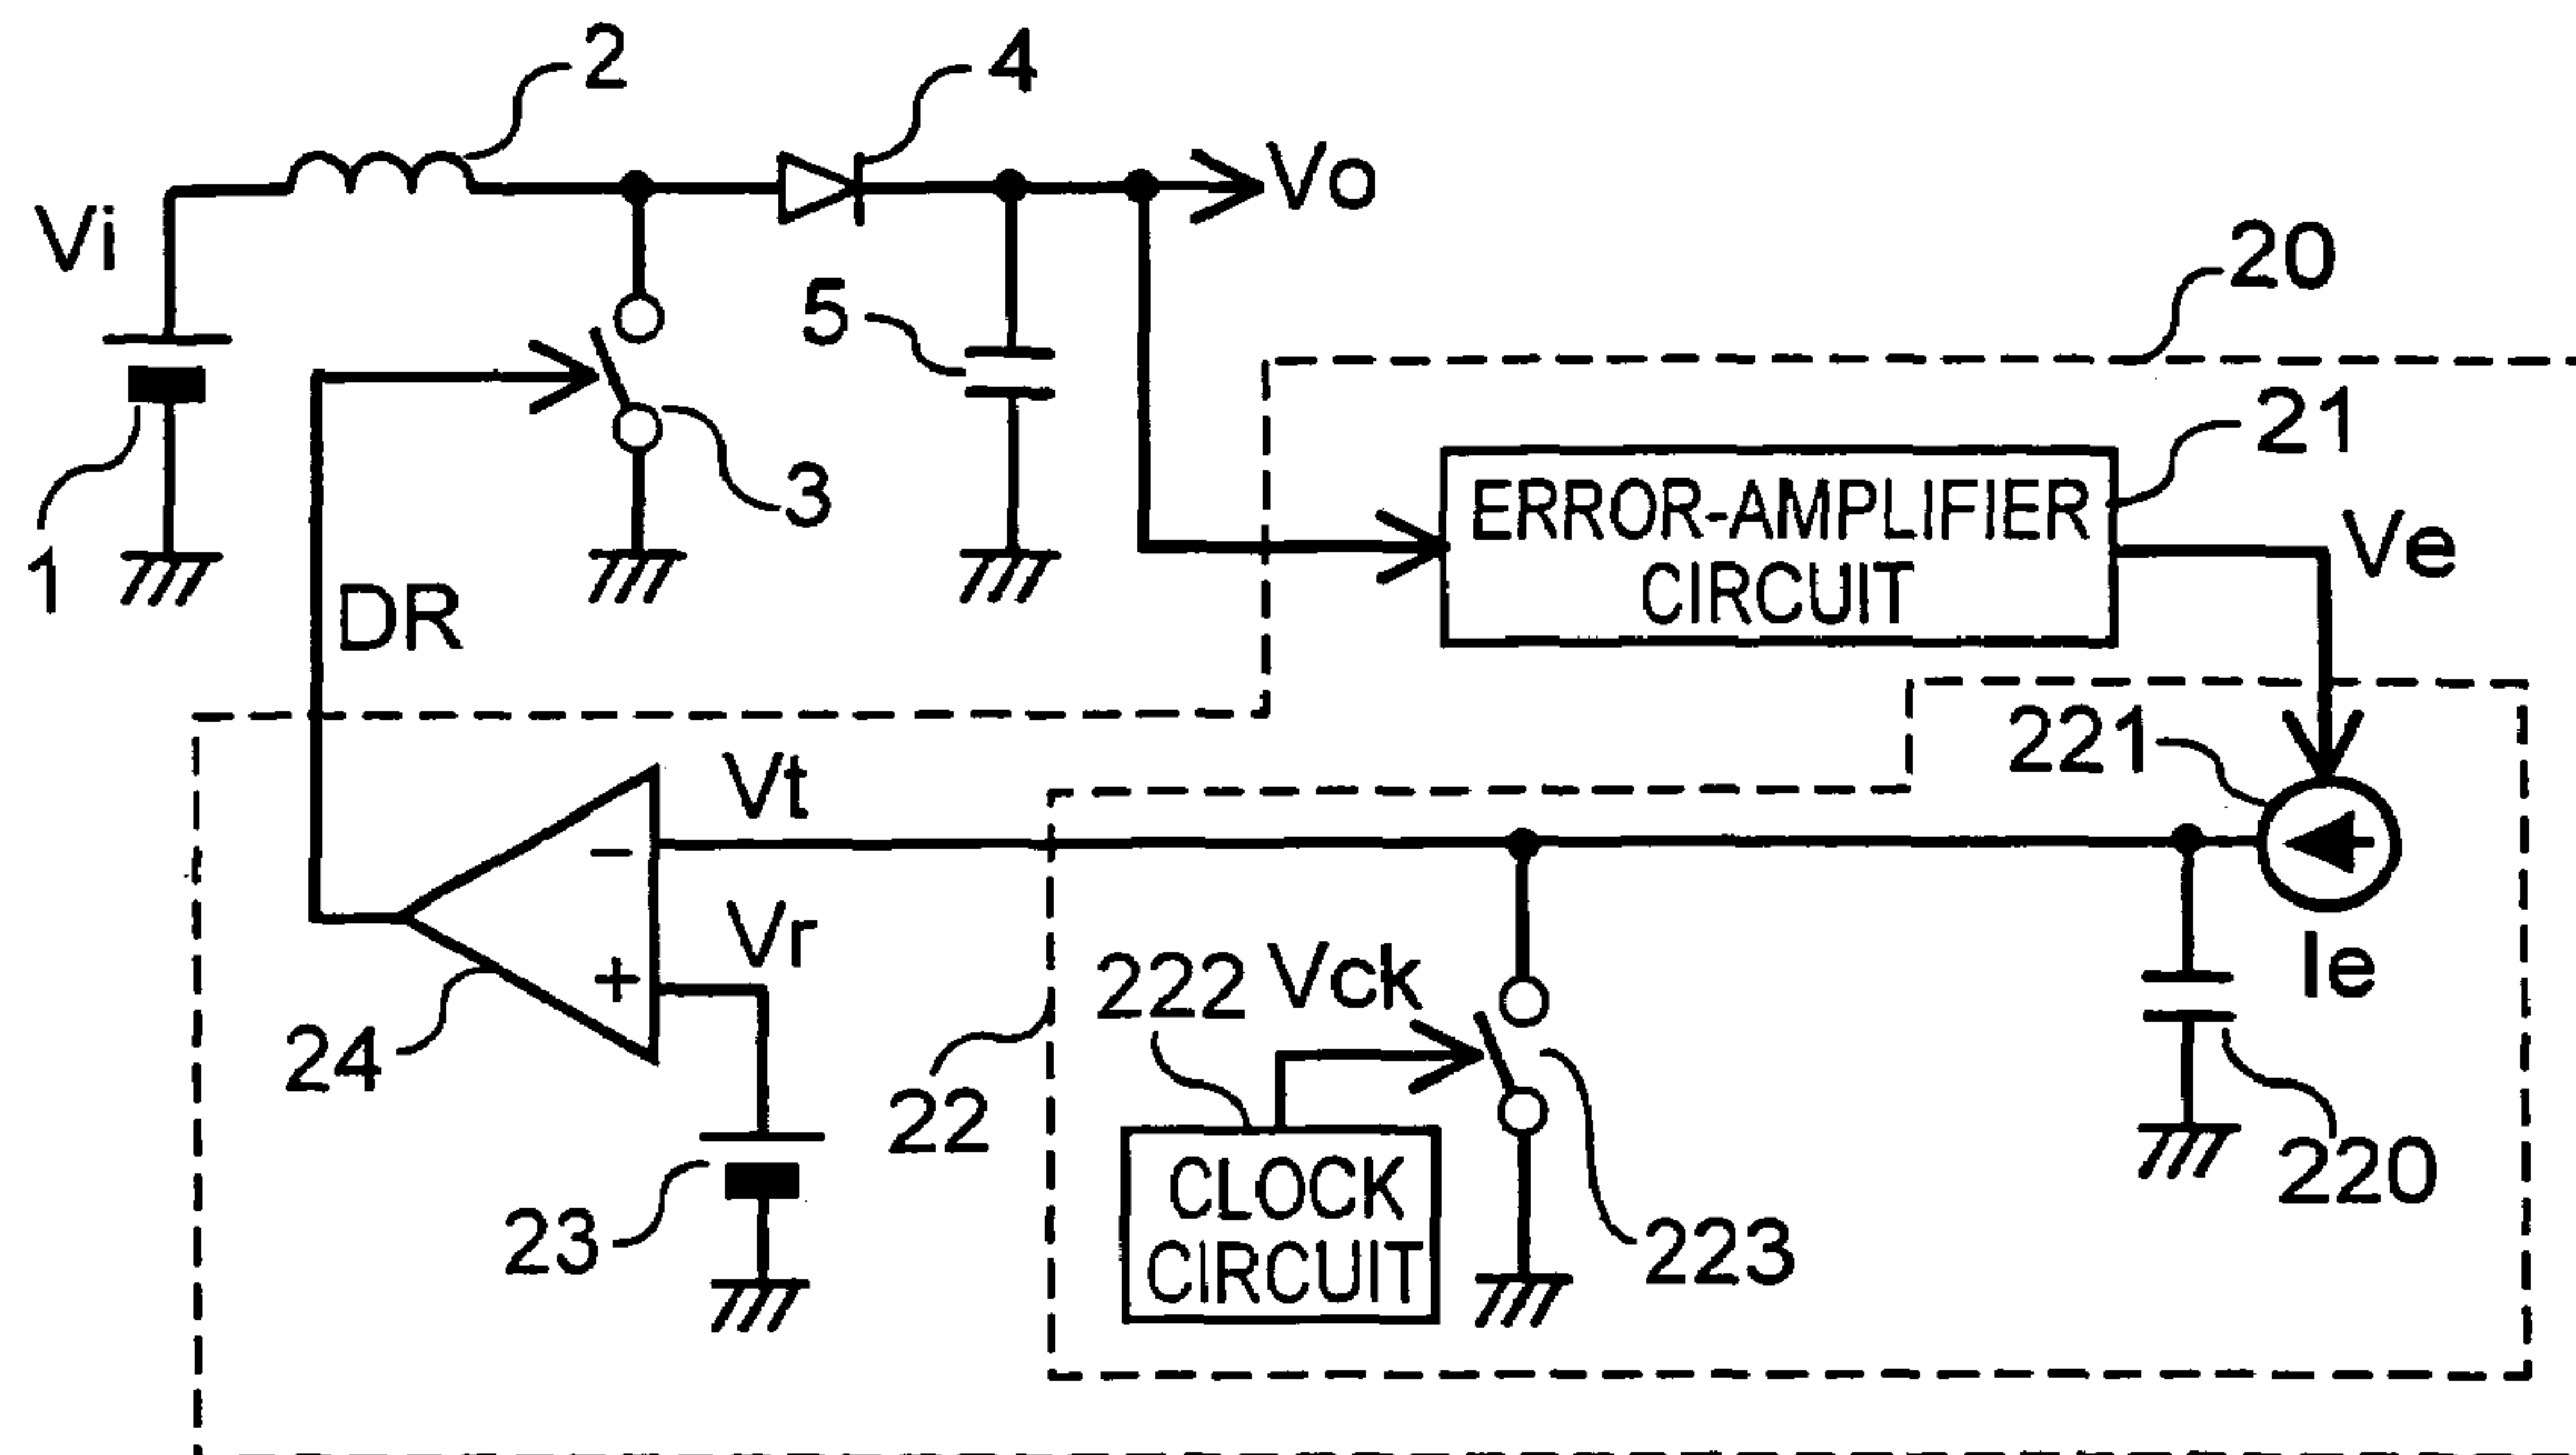 2
4
Vi
Vo
5
20
1
3
21
ERROR-AMPLIFIER
CIRCUIT
Ve
DR
221
Vt
−
Vr
+
24
22
222
Vck
Ie
CLOCK
CIRCUIT
23
223
220